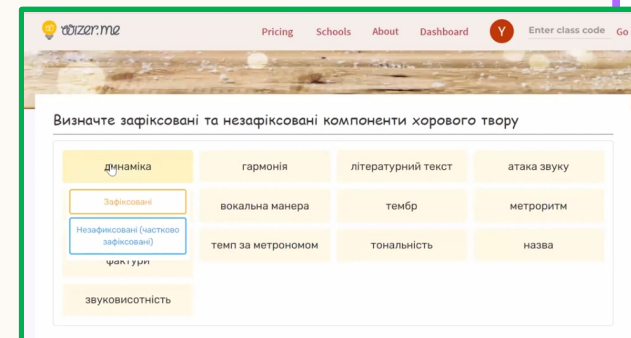 wizer.me Pricing Schools About Dashboard Y Enter class code Go
Визначте зафіксовані та незафіксовані компоненти хорового твору
динаміка гармонія літературний текст атака звуку
Зафіксовані вокальна манера тембр метроритм
Незафиксовані (частково
зафіксовані) темп за метрономом тональність назва
фактури
звуковисотність